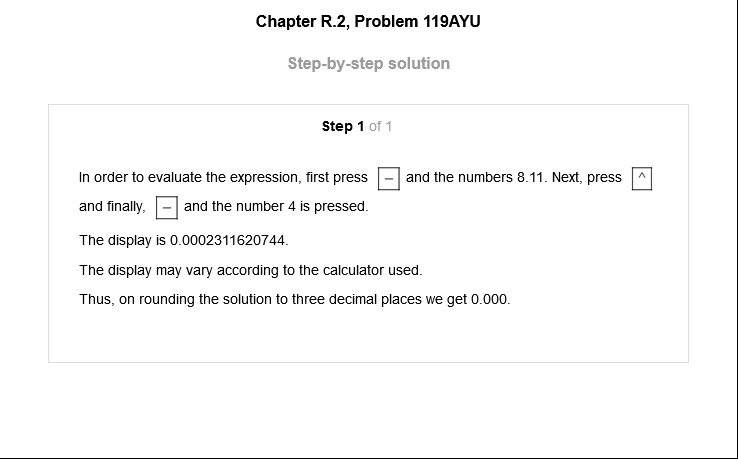 Chapter R.2, Problem 119AYU
Step-by-step solution
Step 1 of 1
In order to evaluate the expression, first press − and the numbers 8.11. Next, press ^
and finally, − and the number 4 is pressed.
The display is 0.0002311620744.
The display may vary according to the calculator used.
Thus, on rounding the solution to three decimal places we get 0.000.